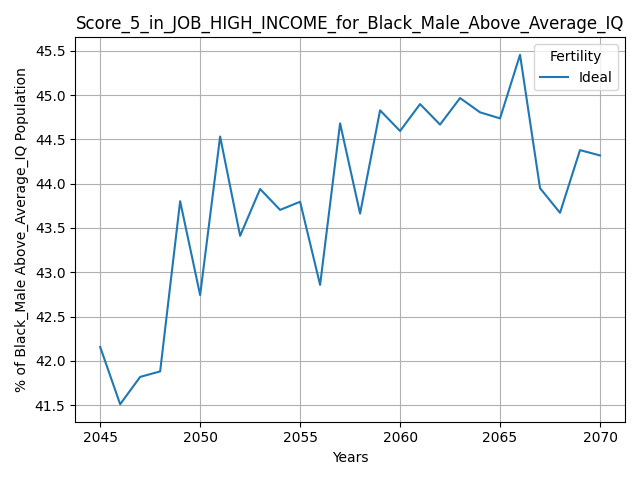 Score_5_in_JOB_HIGH_INCOME_for_Black_Male_Above_Average_IQ
Fertility
Ideal
% of Black_Male Above_Average_IQ Population
45.5
45.0
44.5
44.0
43.5
43.0
42.5
42.0
41.5
2045 2050 2055 2060 2065 2070
Years